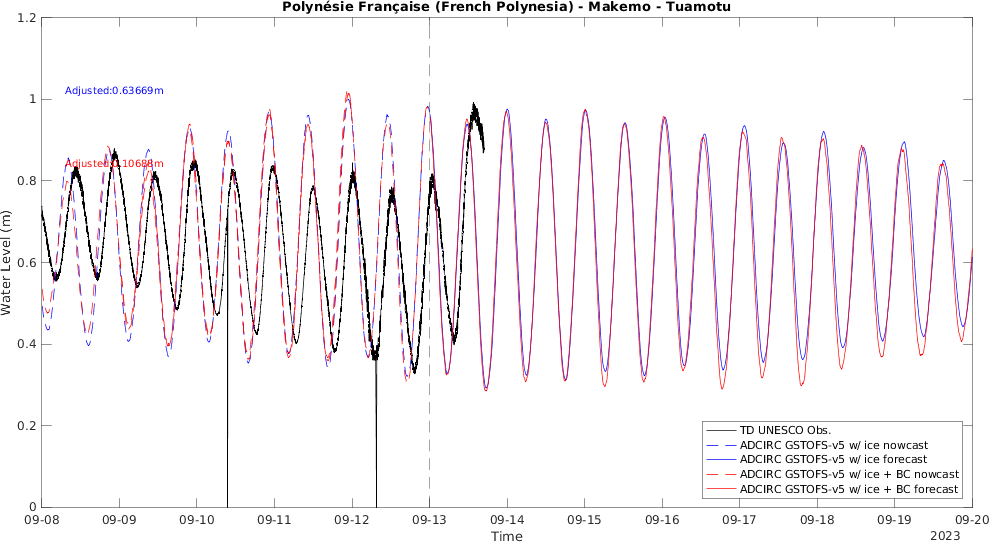 Polynésie Française (French Polynesia) - Makemo - Tuamotu
1.2
1
0.8
0.6
0.4
0.2
0
Water Level (m)
Adjusted:0.63669m
TD UNESCO Obs.
ADCIRC GSTOFS-v5 w/ ice nowcast
ADCIRC GSTOFS-v5 w/ ice forecast
ADCIRC GSTOFS-v5 w/ ice + BC nowcast
ADCIRC GSTOFS-v5 w/ ice + BC forecast
09-08 09-09 09-10 09-11 09-12 09-13 09-14 09-15 09-16 09-17 09-18 09-19 09-20
Time
2023